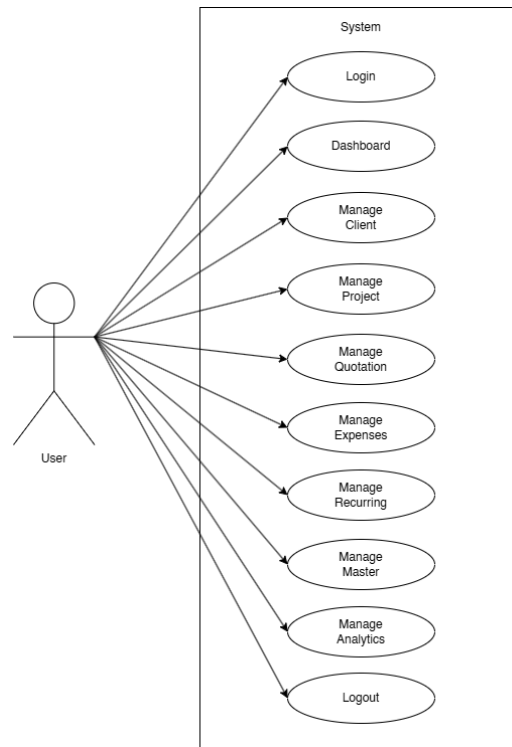 System
Login
Dashboard
Manage
Client
Manage
Project
Manage
Quotation
Manage
Expenses
Manage
Recurring
Manage
Master
Manage
Analytics
Logout
User